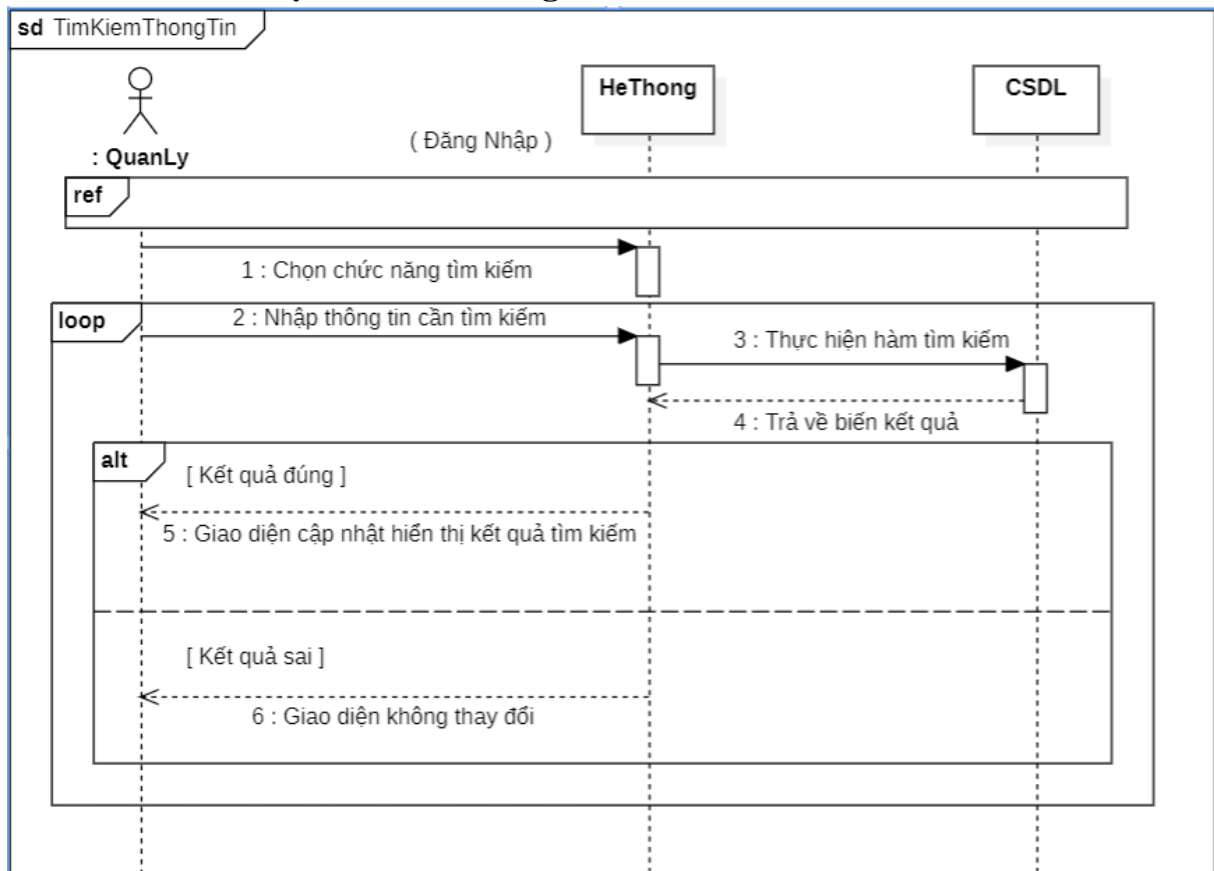 sd TimKiemThongTin
HeThong
CSDL
( Đăng Nhập )
: QuanLy
ref
1 : Chọn chức năng tìm kiếm
loop
2 : Nhập thông tin cần tìm kiếm
3 : Thực hiện hàm tìm kiếm
4 : Trả về biến kết quả
alt
[ Kết quả đúng ]
5 : Giao diện cập nhật hiển thị kết quả tìm kiếm
[ Kết quả sai ]
6 : Giao diện không thay đổi